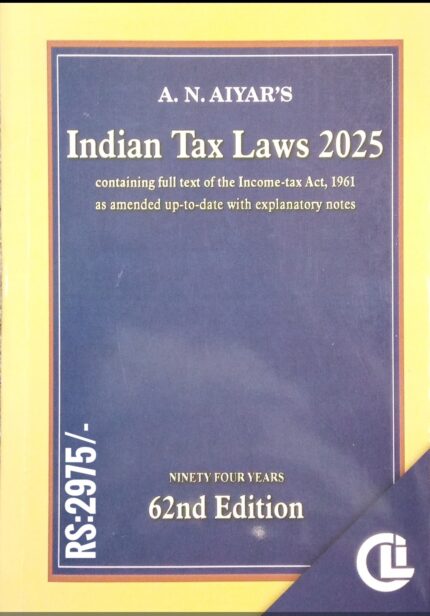 A. N. AIYAR'S
Indian Tax Laws 2025
containing full text of the Income-tax Act, 1961
as amended up-to-date with explanatory notes
RS:2975/-
NINETY FOUR YEARS
62nd Edition